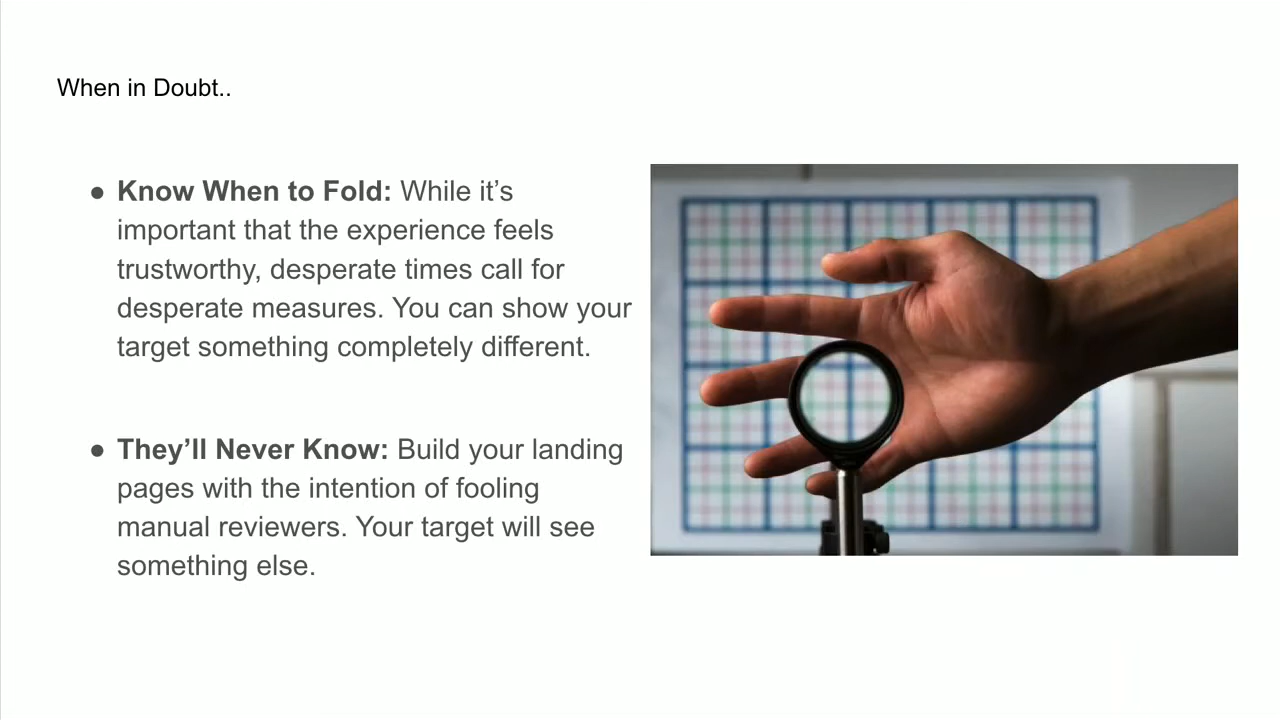 When in Doubt..
● Know When to Fold: While it’s
important that the experience feels
trustworthy, desperate times call for
desperate measures. You can show your
target something completely different.
● They’ll Never Know: Build your landing
pages with the intention of fooling
manual reviewers. Your target will see
something else.